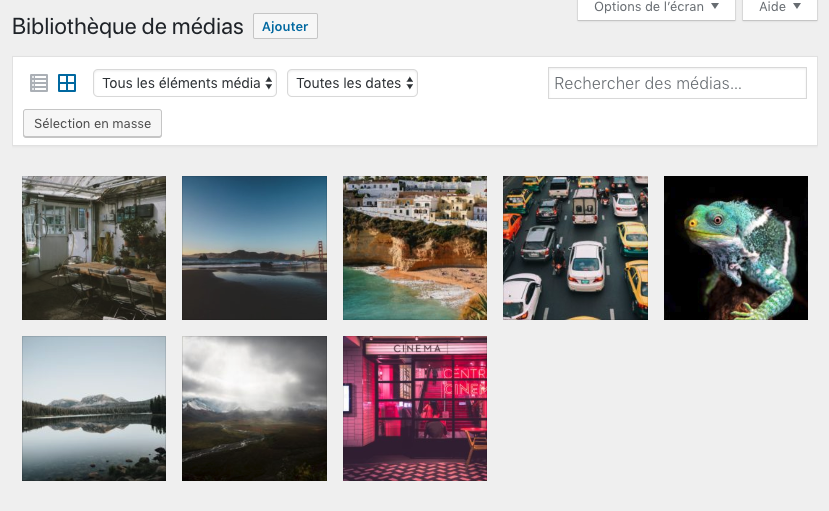 Options de l'écran
Aide
Bibliothèque de médias
Ajouter
Tous les éléments média
Toutes les dates
Rechercher des médias...
Sélection en masse
CINEMA
CENTR
CINEM